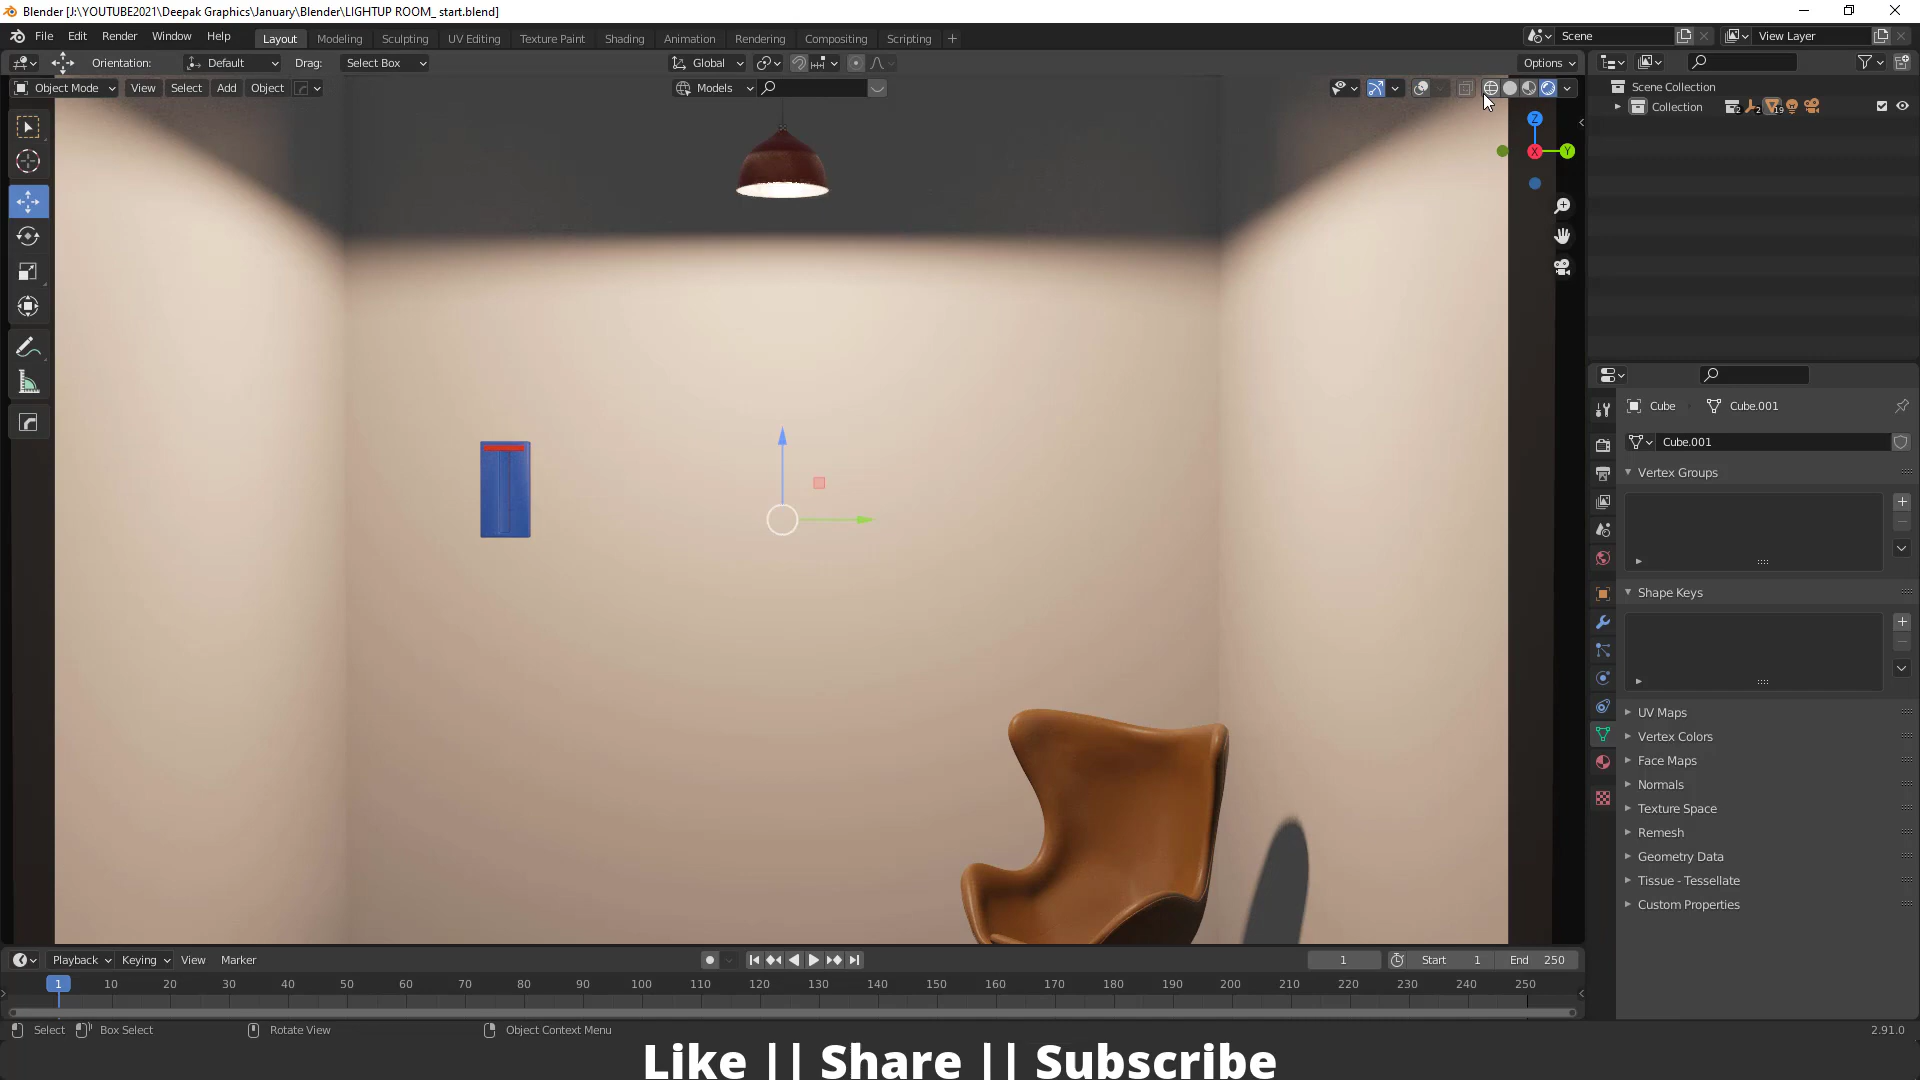 Blender [J:\YOUTUBE2021\Deepak Graphics\January\Blender\LIGHTUP ROOM_ start.blend]
File Edit Render Window Help Layout Modeling Sculpting UV Editing Texture Paint Shading Animation Rendering Compositing Scripting + Scene View Layer
Orientation: Default Drag: Select Box Global Options
Object Mode View Select Add Object Models
Scene Collection
Collection 2 2 19
Z
X Y
Cube Cube.001
Cube.001
Vertex Groups
Shape Keys
UV Maps
Vertex Colors
Face Maps
Normals
Texture Space
Remesh
Geometry Data
Tissue - Tessellate
Custom Properties
Playback Keying View Marker 1 Start 1 End 250
1 10 20 30 40 50 60 70 80 90 100 110 120 130 140 150 160 170 180 190 200 210 220 230 240 250
Select Box Select Rotate View Object Context Menu 2.91.0
Like || Share || Subscribe